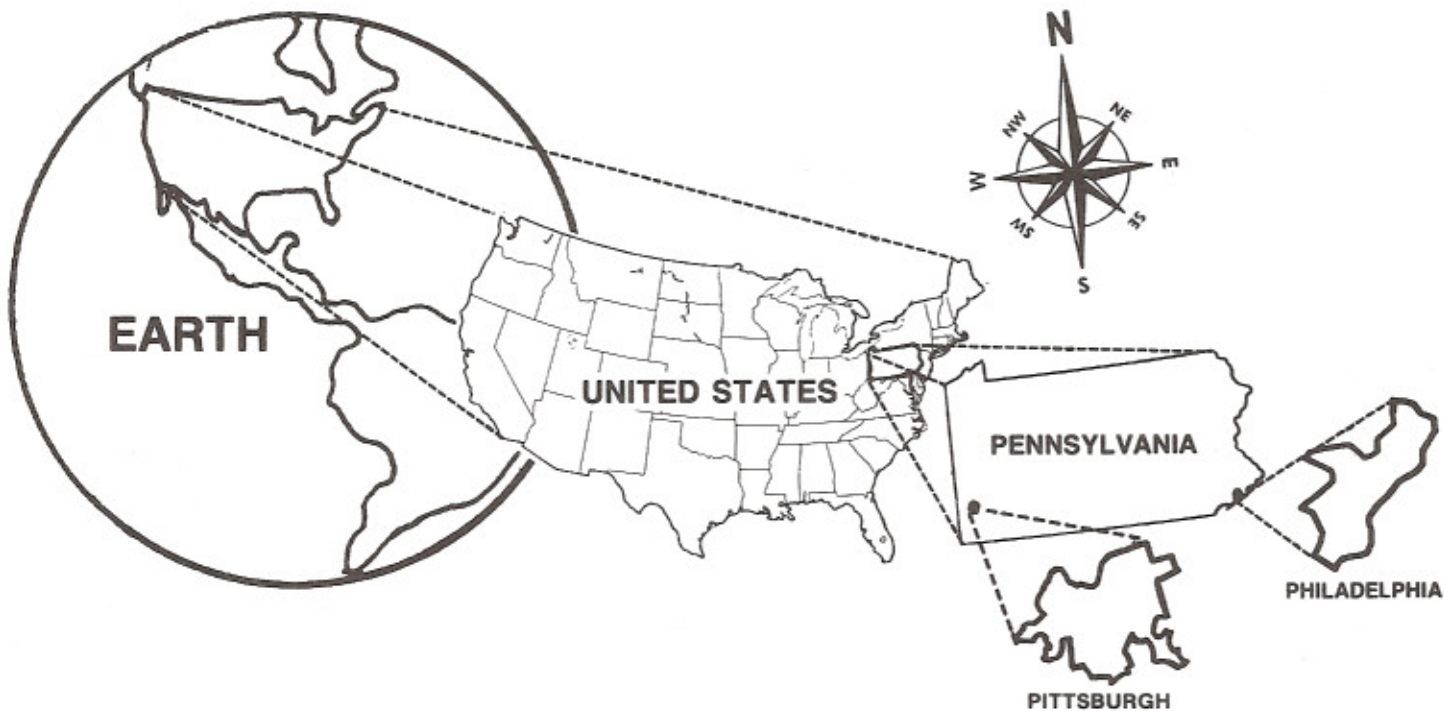 N
NW
NE
W
E
SW
SE
S
EARTH
UNITED STATES
PENNSYLVANIA
PHILADELPHIA
PITTSBURGH